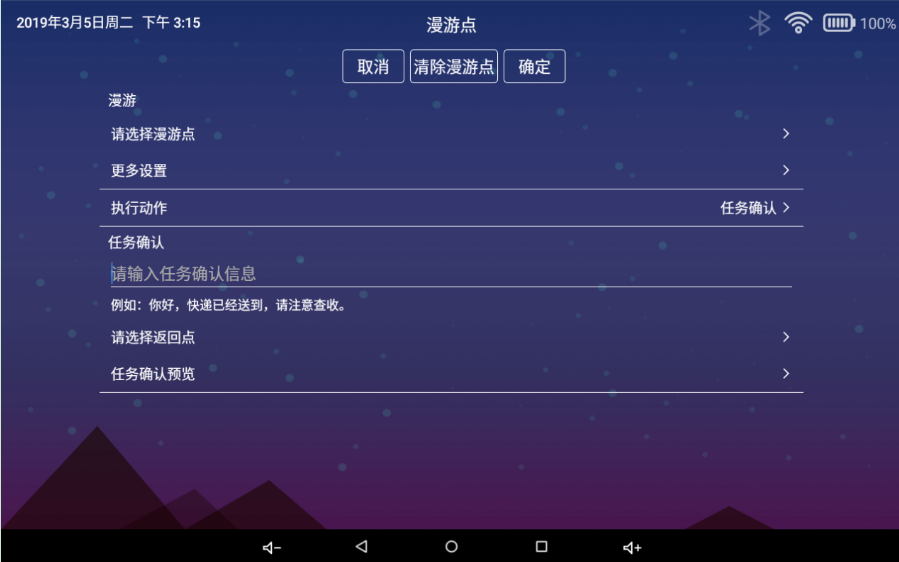 2019年3月5日周二 下午 3:15
漫游点
100%
取消 清除漫游点 确定
漫游
请选择漫游点
更多设置
执行动作 任务确认
任务确认
请输入任务确认信息
例如：你好，快递已经送到，请注意查收。
请选择返回点
任务确认预览